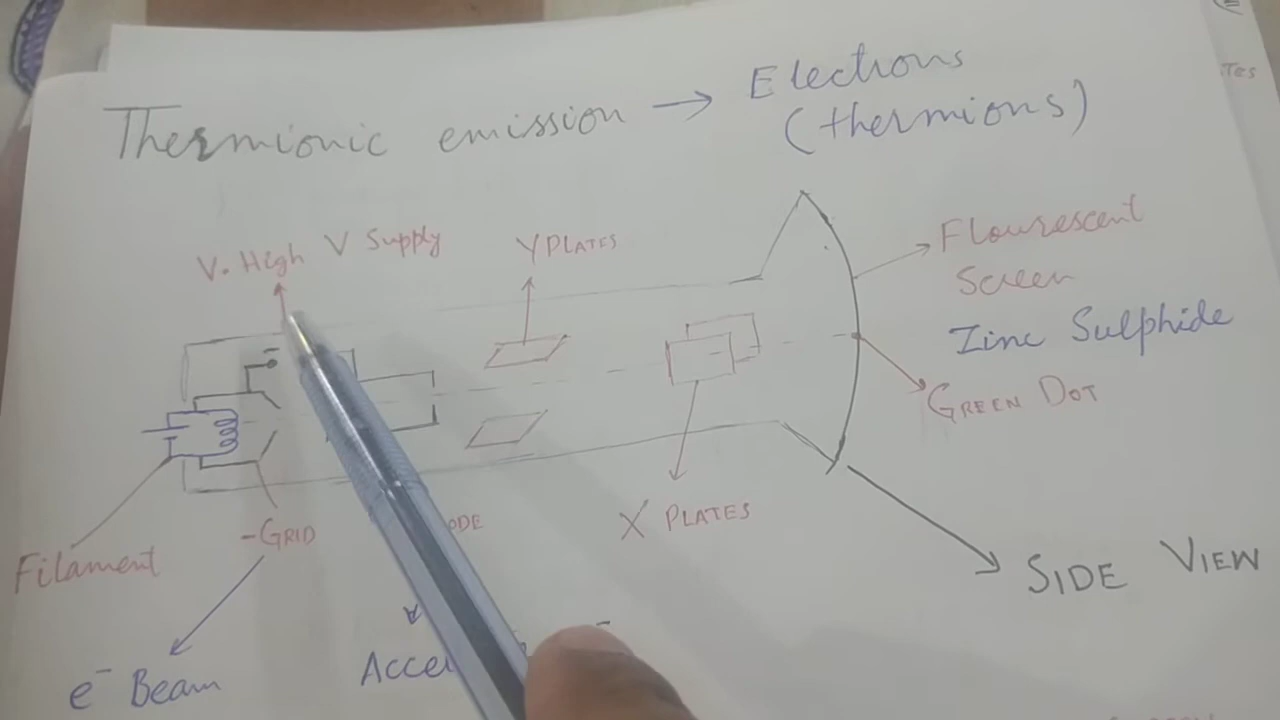 Thermionic emission → Electrons
(thermions)
V. High V Supply
Y PLATES
Flourescent
Screen
Zinc Sulphide
GREEN DOT
X PLATES
-GRID
Filament
SIDE VIEW
e⁻ Beam